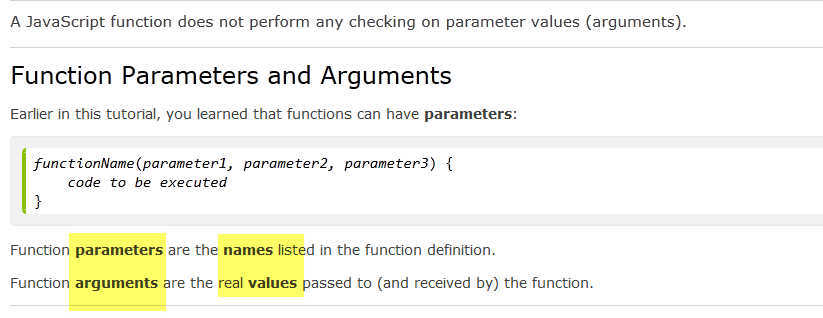 A JavaScript function does not perform any checking on parameter values (arguments).
Function Parameters and Arguments
Earlier in this tutorial, you learned that functions can have parameters:
functionName(parameter1, parameter2, parameter3) {
    code to be executed
}
Function parameters are the names listed in the function definition.
Function arguments are the real values passed to (and received by) the function.